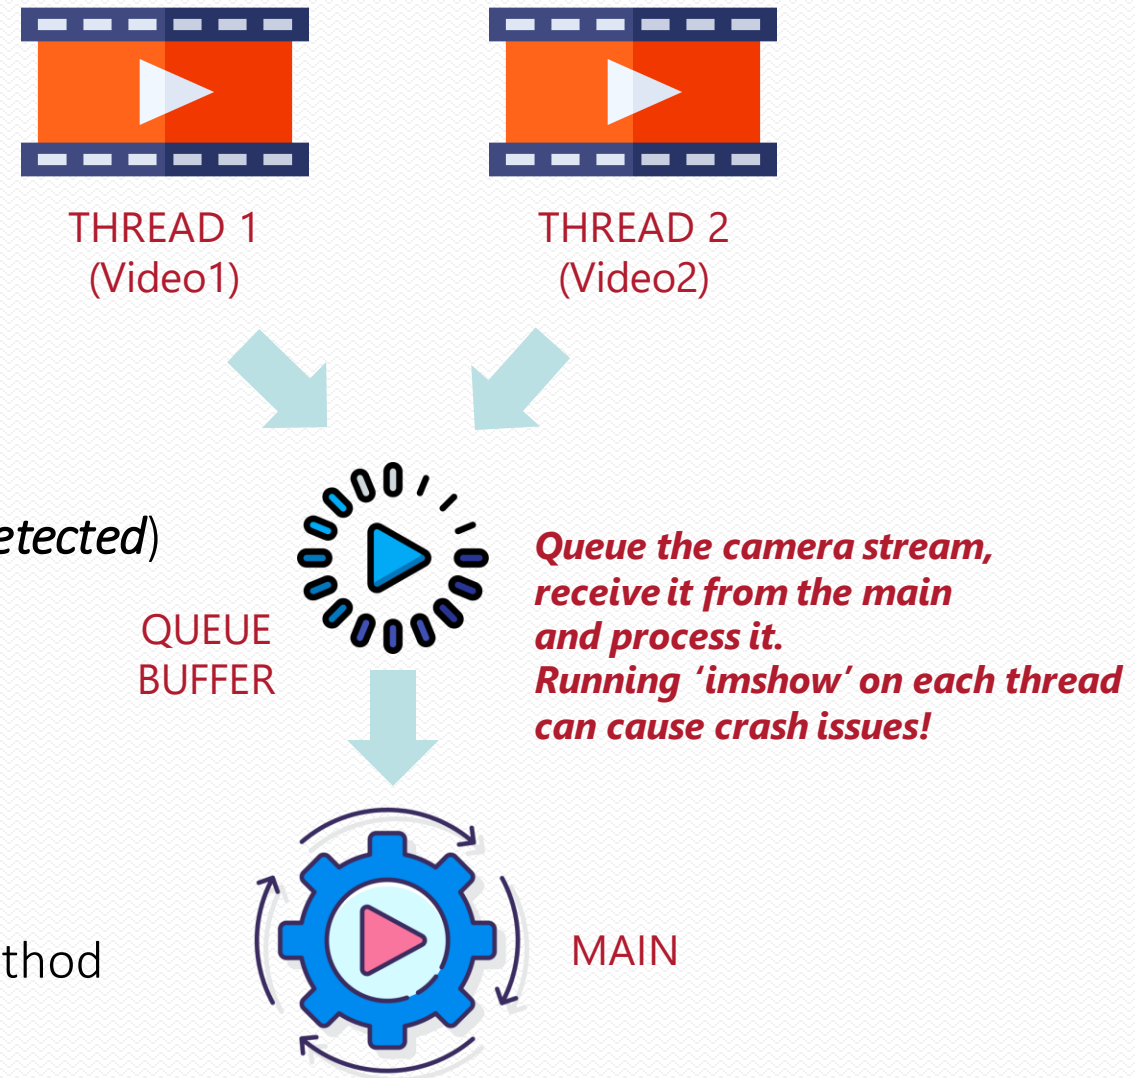 THREAD 1
(Video1)
THREAD 2
(Video2)
etected)
QUEUE
BUFFER
Queue the camera stream,
receive it from the main
and process it.
Running ‘imshow’ on each thread
can cause crash issues!
thod
MAIN